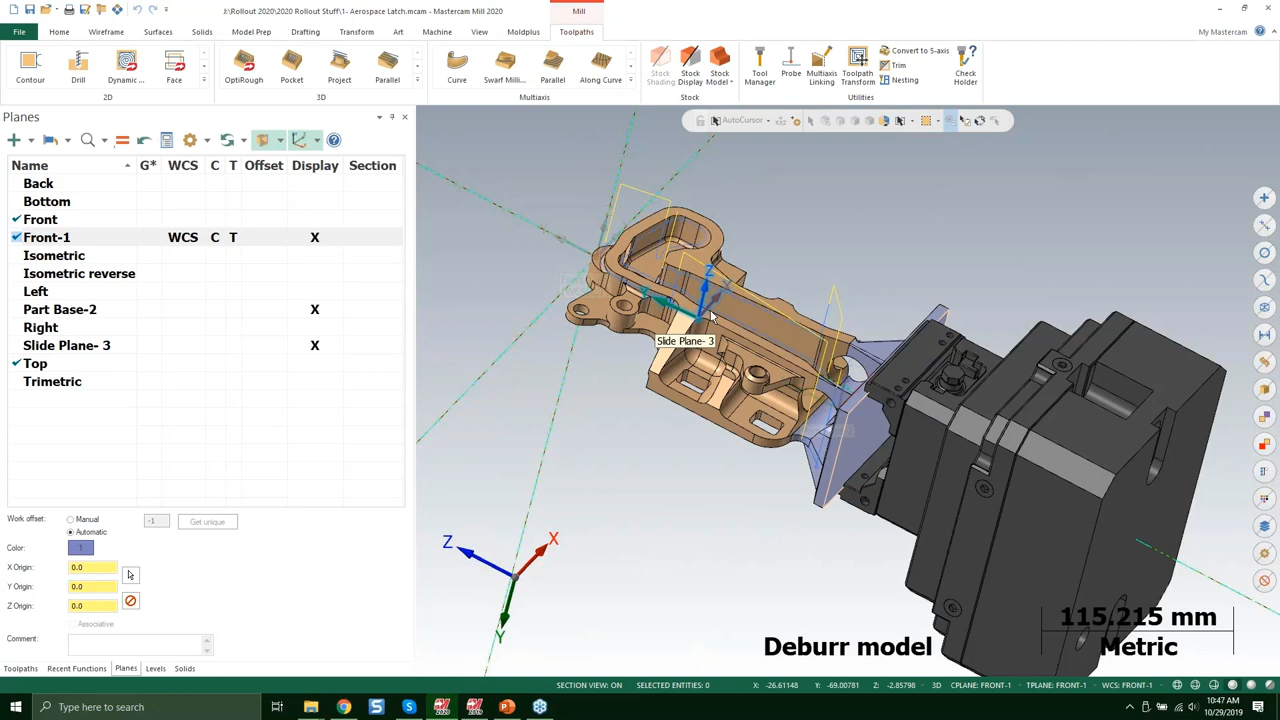 J:\Rollout 2020\2020 Rollout Stuff\1- Aerospace Latch.mcam - Mastercam Mill 2020
Mill
File Home Wireframe Surfaces Solids Model Prep Drafting Transform Art Machine View Moldplus Toolpaths
My Mastercam
Contour Drill Dynamic ... Face
2D
OptiRough Pocket Project Parallel
3D
Curve Swarf Milli... Parallel Along Curve
Multiaxis
Stock Shading Stock Display Stock Model
Stock
Tool Manager Probe Multiaxis Linking Toolpath Transform
Convert to 5-axis
Trim
Nesting
Check Holder
Utilities
Planes
AutoCursor
Name G* WCS C T Offset Display Section
Back
Bottom
Front
Front-1 WCS C T X
Isometric
Isometric reverse
Left
Part Base-2 X
Right
Slide Plane- 3 X
Top
Trimetric
Work offset: Manual -1 Get unique
Automatic
Color: 1
X Origin: 0.0
Y Origin: 0.0
Z Origin: 0.0
Associative
Comment:
Z
Slide Plane- 3
Z X
Y
115.215 mm
Deburr model Metric
Toolpaths Recent Functions Planes Levels Solids
SECTION VIEW: ON SELECTED ENTITIES: 0 X: -26.61148 Y: -69.00781 Z: -2.85798 3D CPLANE: FRONT-1 TPLANE: FRONT-1 WCS: FRONT-1
Type here to search
10:47 AM
10/29/2019